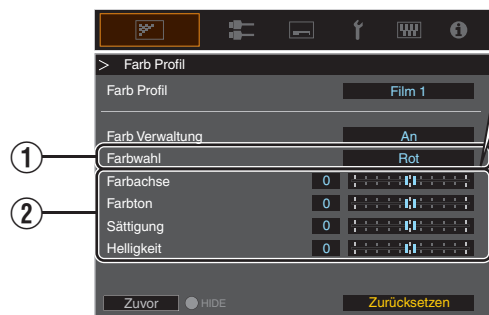 > Farb Profil
Farb Profil Film 1
Farb Verwaltung An
① Farbwahl Rot
② Farbachse 0
Farbton 0
Sättigung 0
Helligkeit 0
Zuvor HIDE Zurücksetzen